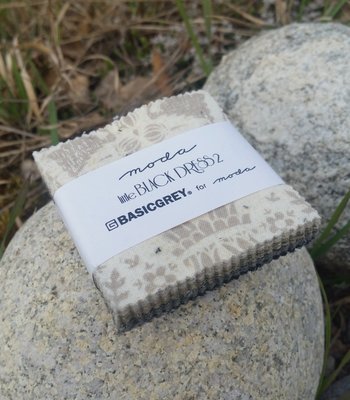 moda
little BLACK DRESS 2
BASICGREY® for moda